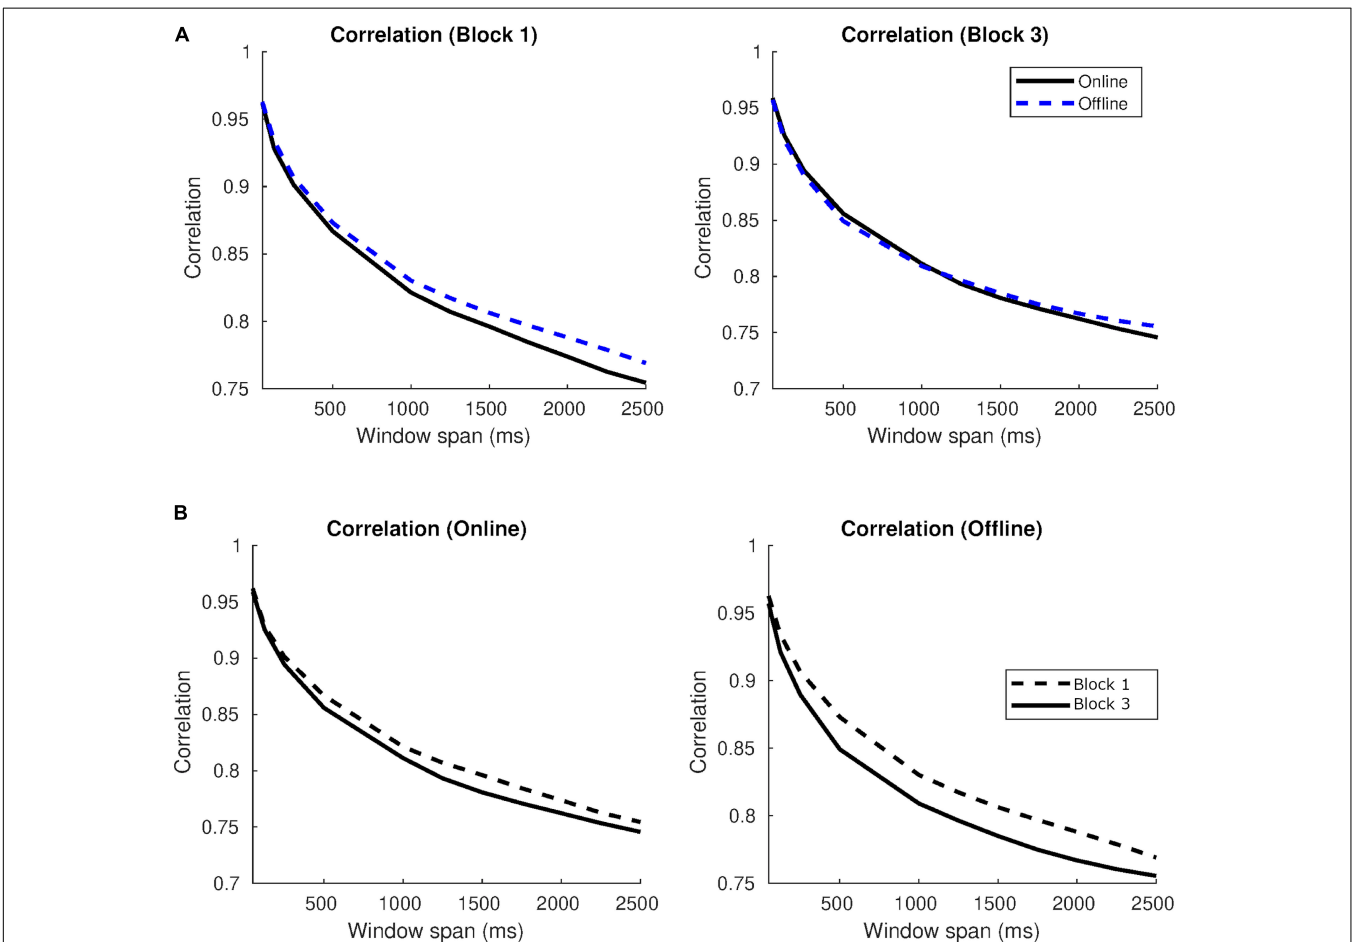 A
Correlation (Block 1)
Correlation (Block 3)
1
0.95
0.9
0.85
0.8
0.75
Correlation
500 1000 1500 2000 2500
Window span (ms)
1
0.95
0.9
0.85
0.8
0.75
0.7
Correlation
Online
Offline
500 1000 1500 2000 2500
Window span (ms)
B
Correlation (Online)
Correlation (Offline)
1
0.95
0.9
0.85
0.8
0.75
0.7
Correlation
500 1000 1500 2000 2500
Window span (ms)
1
0.95
0.9
0.85
0.8
0.75
Correlation
Block 1
Block 3
500 1000 1500 2000 2500
Window span (ms)